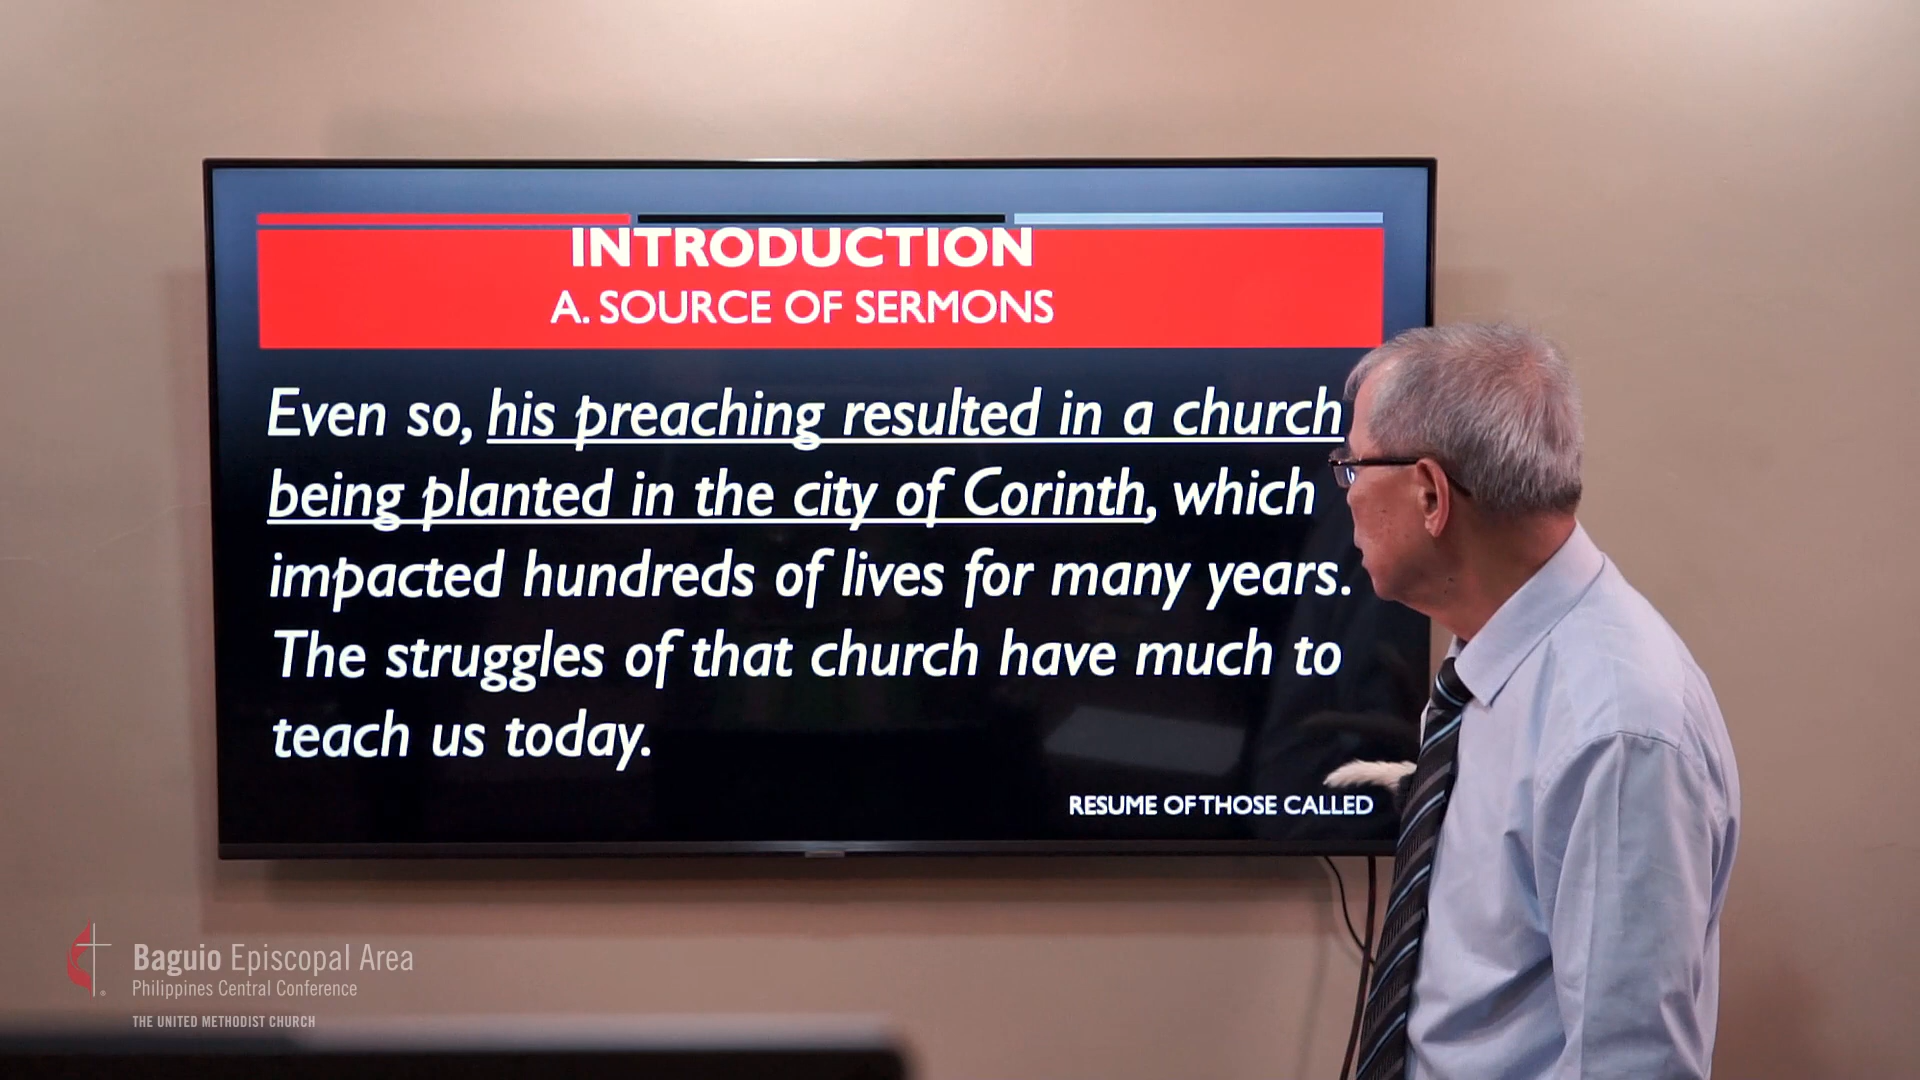 INTRODUCTION
A. SOURCE OF SERMONS
Even so, his preaching resulted in a church
being planted in the city of Corinth, which
impacted hundreds of lives for many years.
The struggles of that church have much to
teach us today.
RESUME OF THOSE CALLED
Baguio Episcopal Area
Philippines Central Conference
THE UNITED METHODIST CHURCH